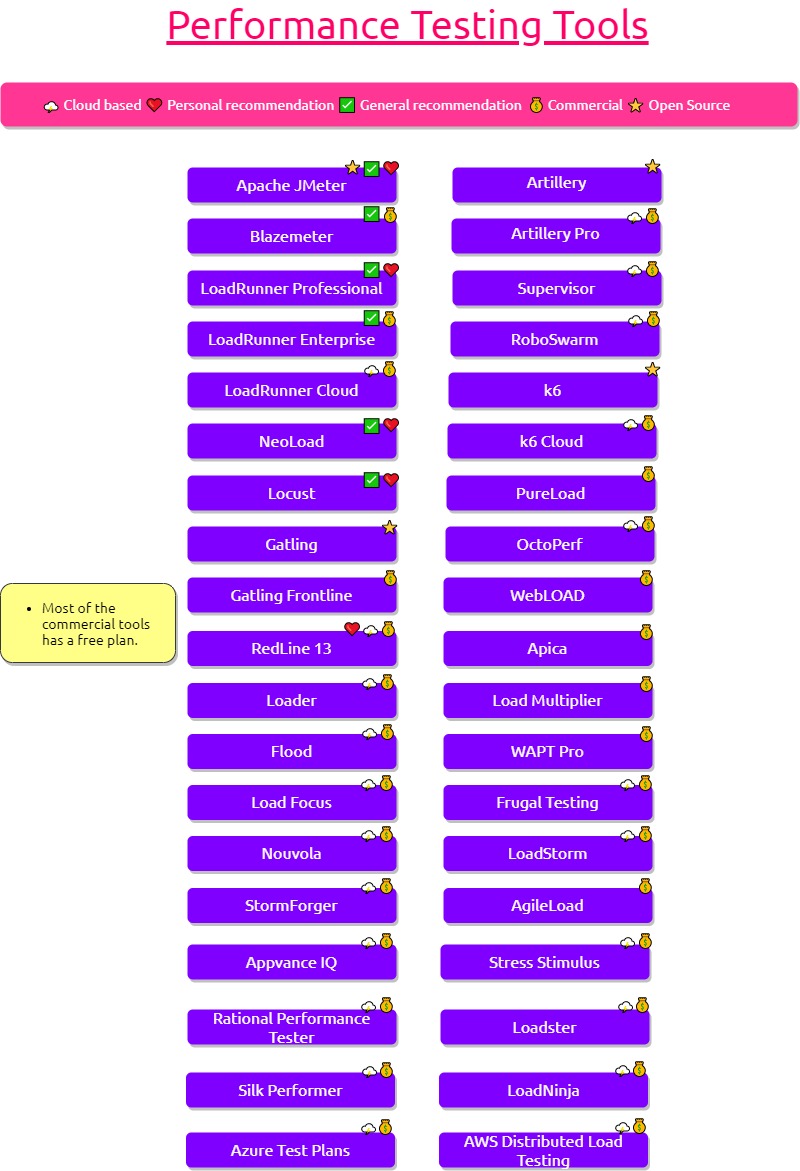 Performance Testing Tools
Cloud based Personal recommendation General recommendation Commercial Open Source
Apache JMeter
Blazemeter
LoadRunner Professional
LoadRunner Enterprise
LoadRunner Cloud
NeoLoad
Locust
Gatling
Gatling Frontline
RedLine 13
Loader
Flood
Load Focus
Nouvola
StormForger
Appvance IQ
Rational Performance
Tester
Silk Performer
Azure Test Plans
Artillery
Artillery Pro
Supervisor
RoboSwarm
k6
k6 Cloud
PureLoad
OctoPerf
WebLOAD
Apica
Load Multiplier
WAPT Pro
Frugal Testing
LoadStorm
AgileLoad
Stress Stimulus
Loadster
LoadNinja
AWS Distributed Load
Testing
• Most of the
commercial tools
has a free plan.